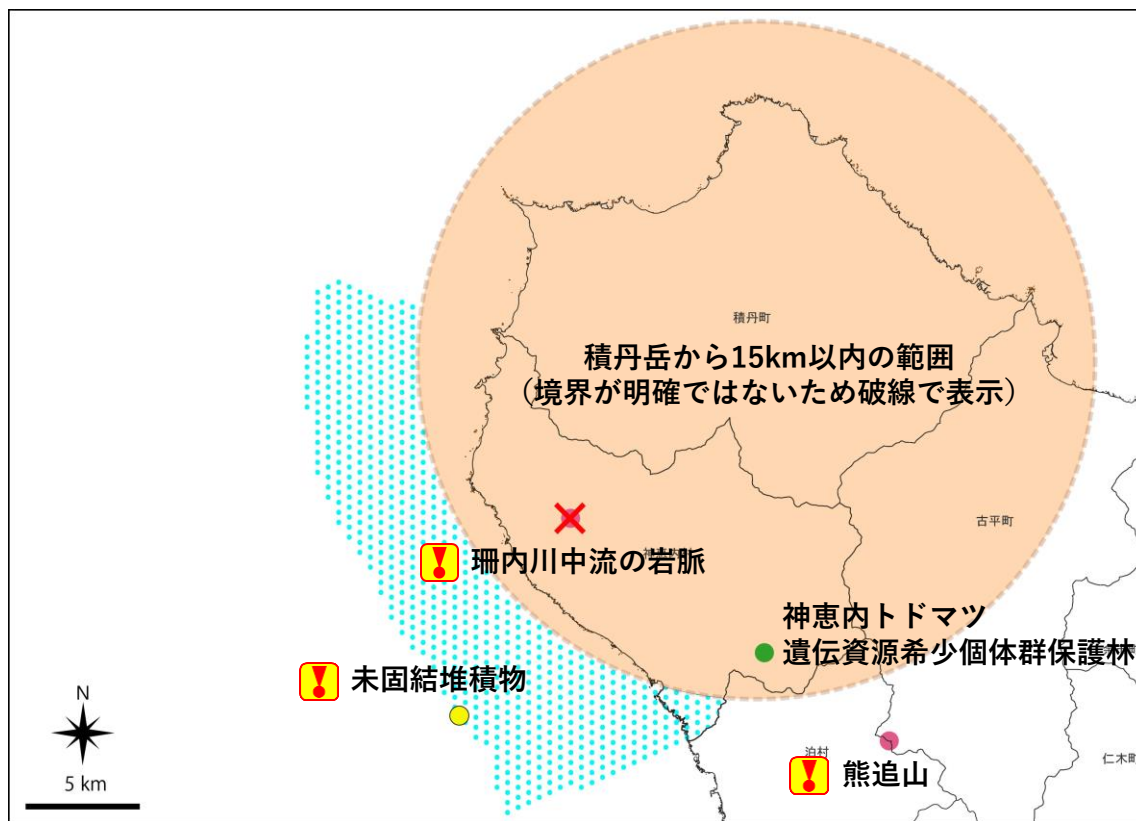 積丹町
積丹岳から15km以内の範囲
（境界が明確ではないため破線で表示）
古平町
珊内川中流の岩脈
神恵内トドマツ
遺伝資源希少個体群保護林
未固結堆積物
N
5 km
泊村
熊追山
仁木町